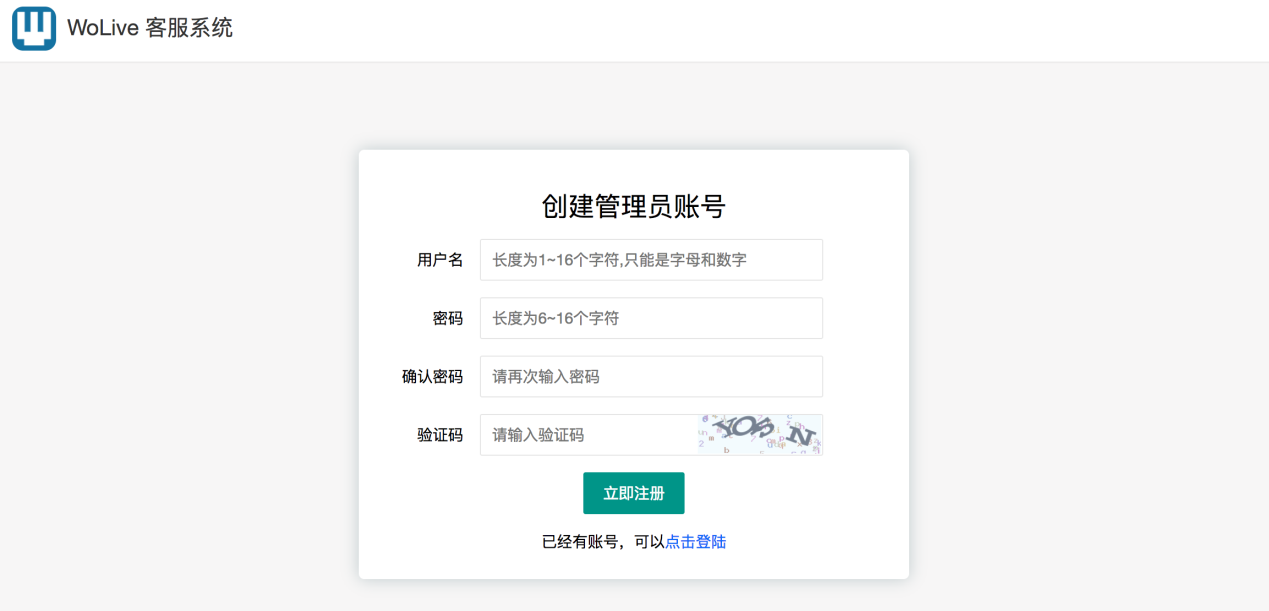 WoLive 客服系统
创建管理员账号
用户名 长度为1~16个字符,只能是字母和数字
密码 长度为6~16个字符
确认密码 请再次输入密码
验证码 请输入验证码
立即注册
已经有账号，可以点击登陆